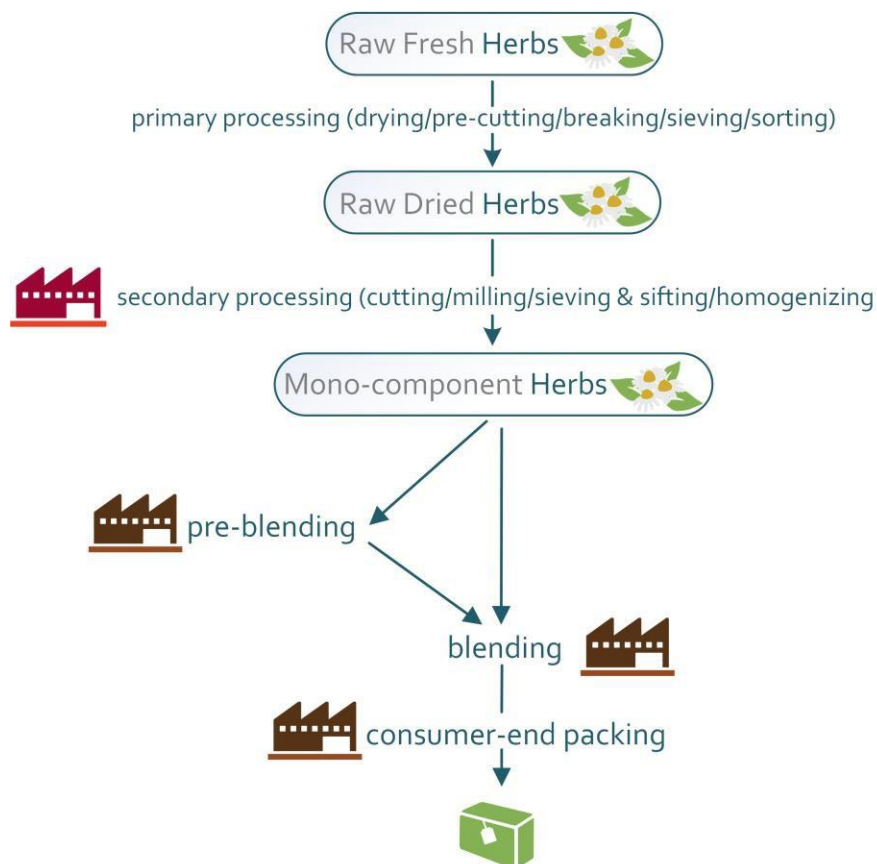 Raw Fresh Herbs
primary processing (drying/pre-cutting/breaking/sieving/sorting)
Raw Dried Herbs
secondary processing (cutting/milling/sieving & sifting/homogenizing
Mono-component Herbs
pre-blending
blending
consumer-end packing